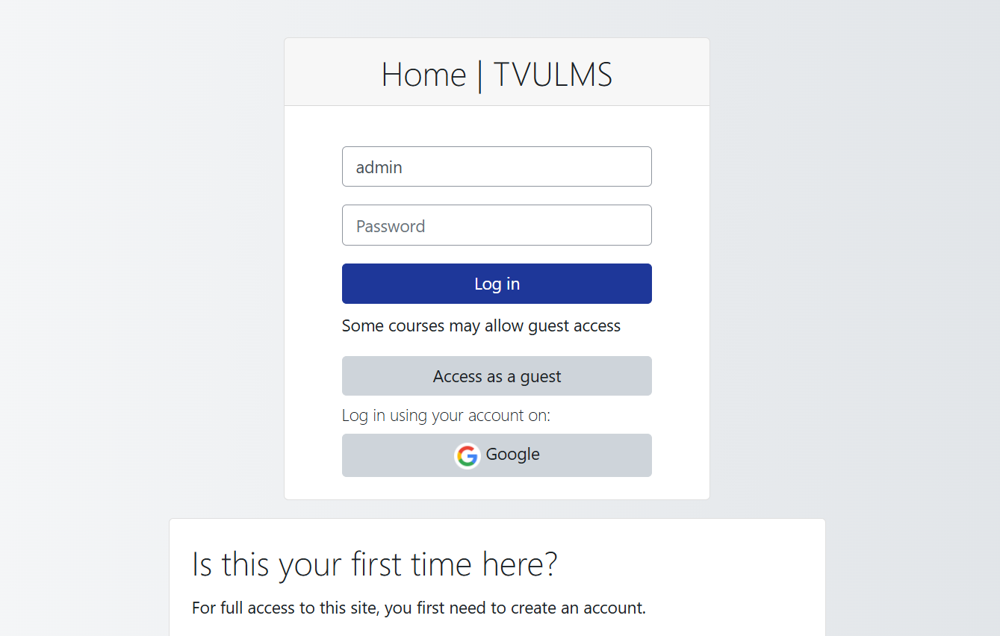 Home | TVULMS
admin
Password
Log in
Some courses may allow guest access
Access as a guest
Log in using your account on:
Google
Is this your first time here?
For full access to this site, you first need to create an account.